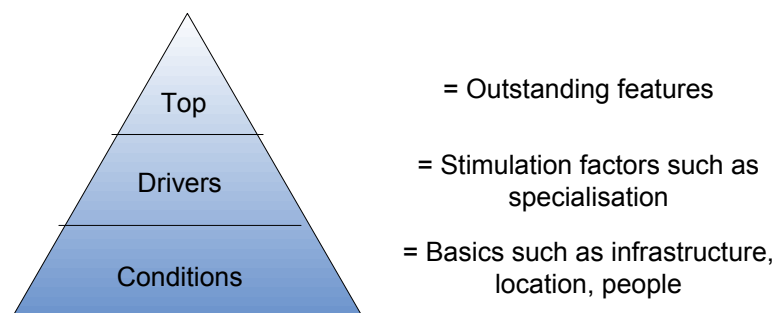 Top
= Outstanding features
Drivers
= Stimulation factors such as
specialisation
Conditions
= Basics such as infrastructure,
location, people